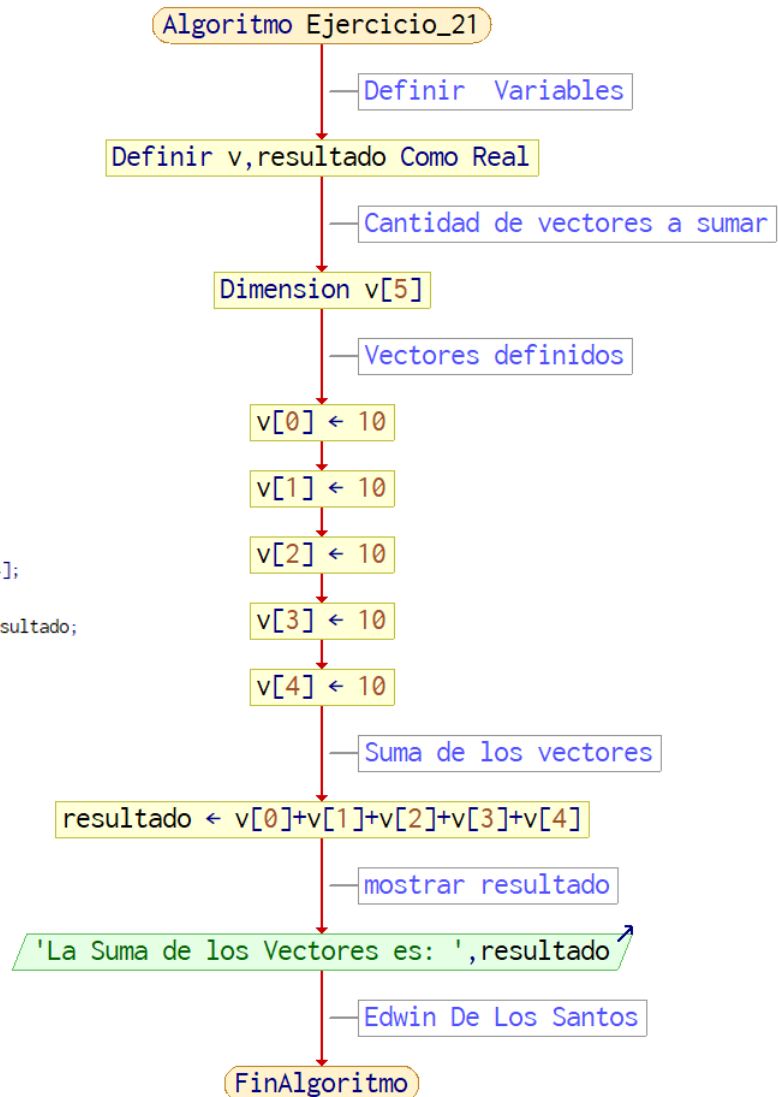 Algoritmo Ejercicio_21
Definir  Variables
Definir v,resultado Como Real
Cantidad de vectores a sumar
Dimension v[5]
Vectores definidos
v[0] ← 10
v[1] ← 10
v[2] ← 10
];
v[3] ← 10
sultado;
v[4] ← 10
Suma de los vectores
resultado ← v[0]+v[1]+v[2]+v[3]+v[4]
mostrar resultado
'La Suma de los Vectores es: ',resultado
Edwin De Los Santos
FinAlgoritmo